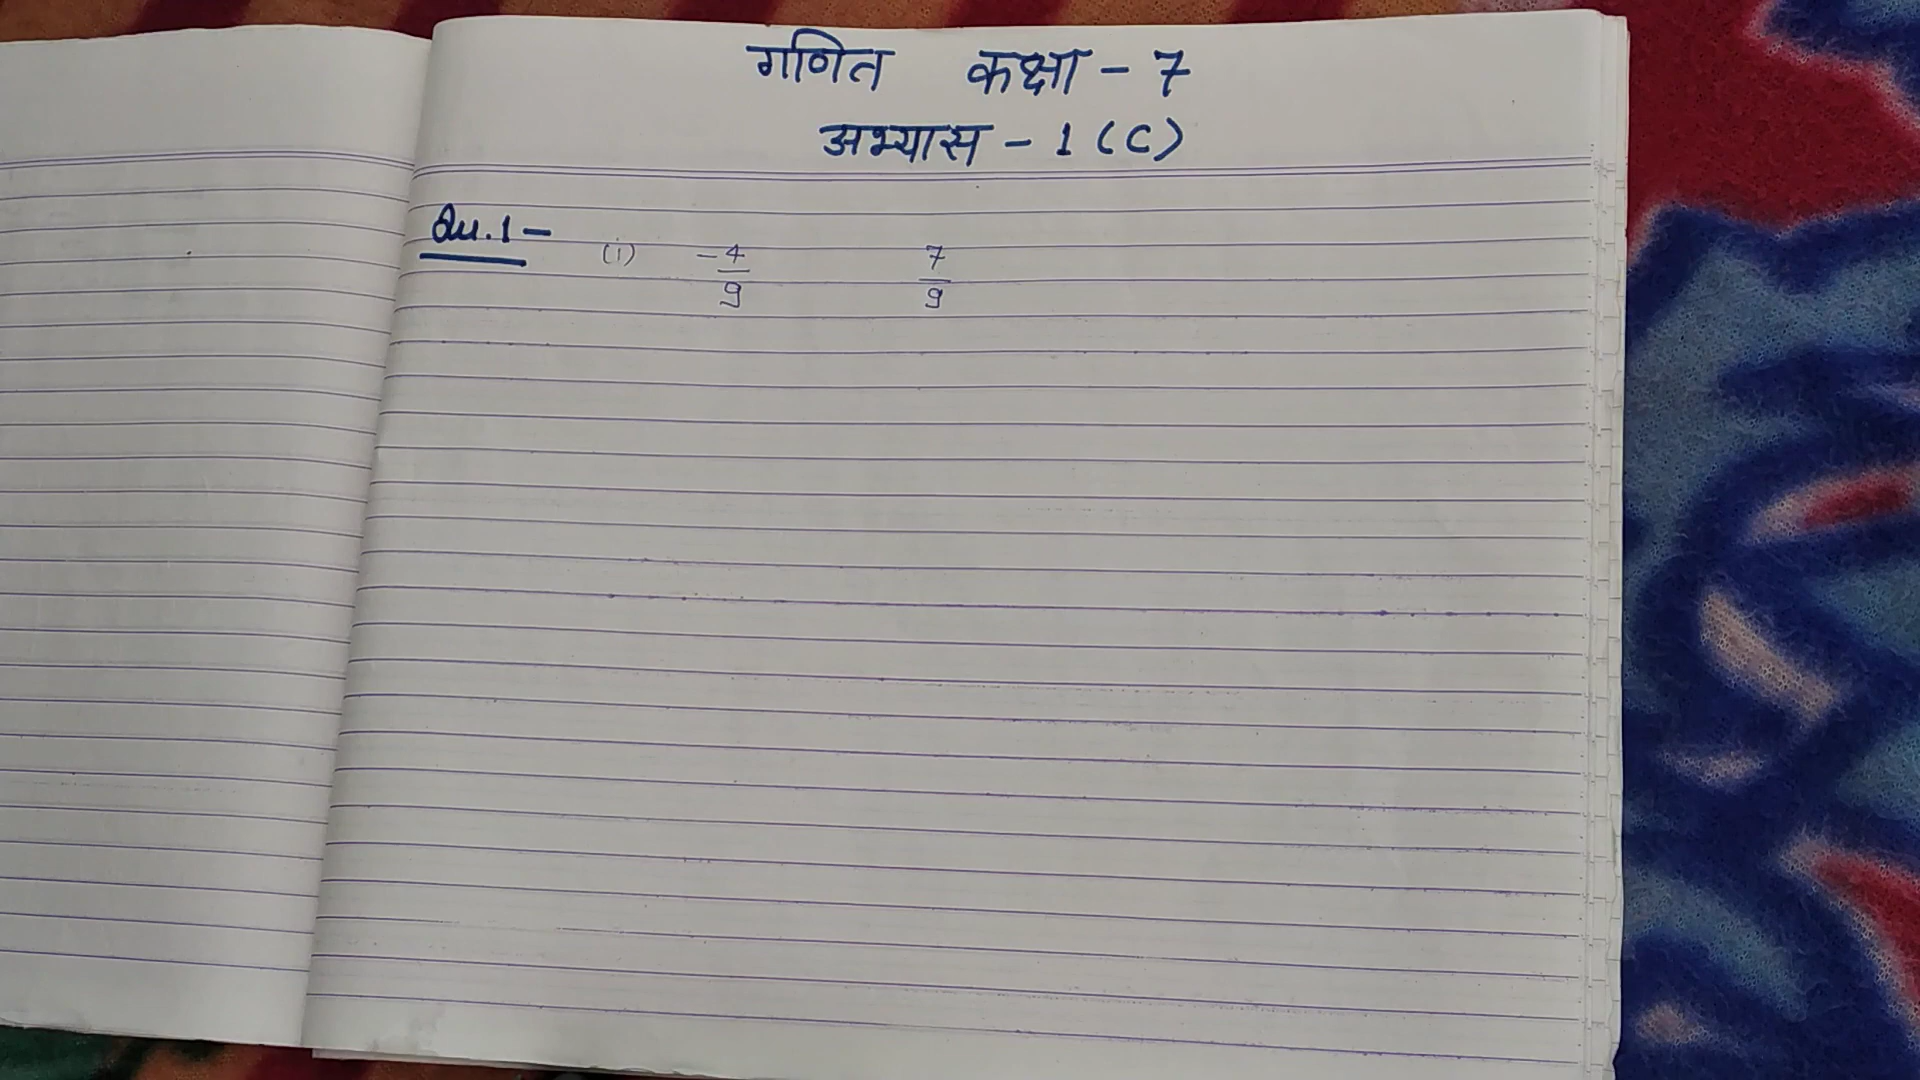 गणित कक्षा - 7
अभ्यास - 1 (C)
Qu. 1 - (i) -4/9 7/9